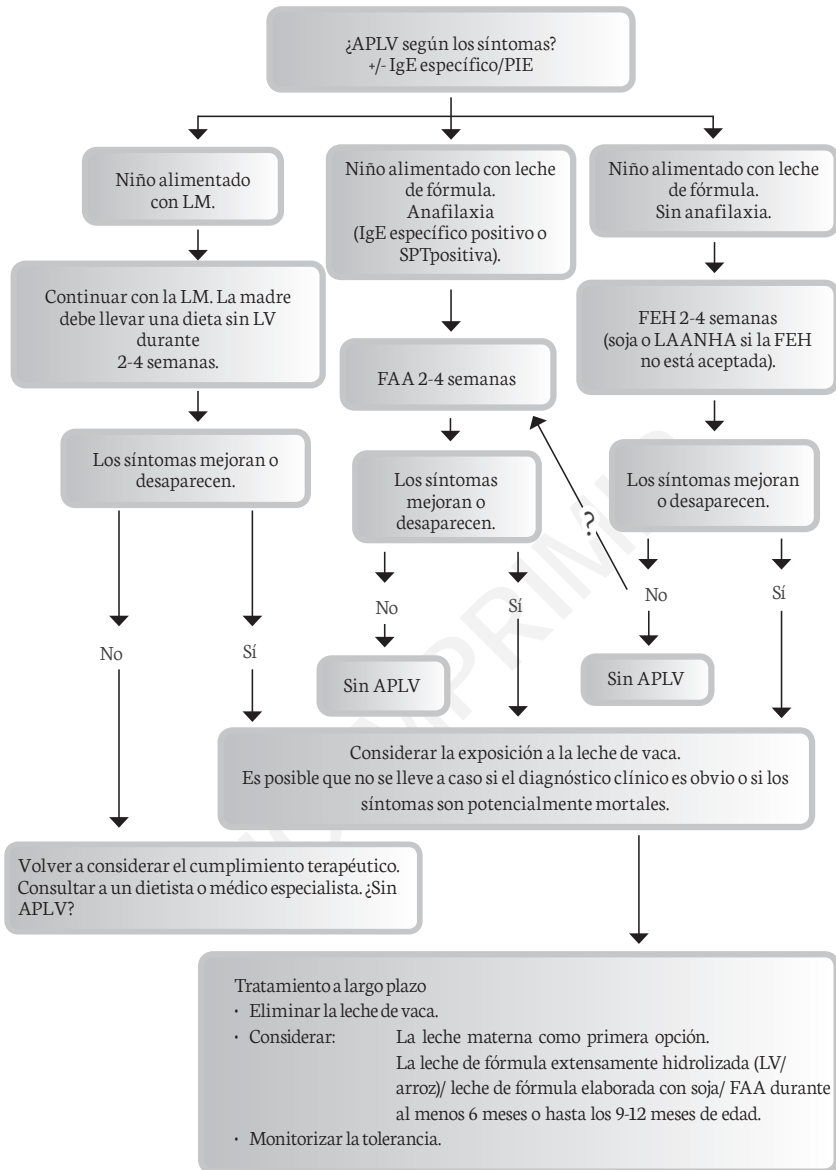 ¿APLV según los síntomas?
+/- IgE específico/PIE
Niño alimentado
con LM.
Niño alimentado con leche
de fórmula.
Anafilaxia
(IgE específico positivo o
SPTpositiva).
Niño alimentado con leche
de fórmula.
Sin anafilaxia.
Continuar con la LM. La madre
debe llevar una dieta sin LV
durante
2-4 semanas.
FAA 2-4 semanas
FEH 2-4 semanas
(soja o LAANHA si la FEH
no está aceptada).
Los síntomas mejoran o
desaparecen.
Los síntomas
mejoran o
desaparecen.
Los síntomas mejoran
o desaparecen.
?
No
Sí
No
Sí
No
Sí
Sin APLV
Sin APLV
Considerar la exposición a la leche de vaca.
Es posible que no se lleve a caso si el diagnóstico clínico es obvio o si los
síntomas son potencialmente mortales.
Volver a considerar el cumplimiento terapéutico.
Consultar a un dietista o médico especialista. ¿Sin
APLV?
Tratamiento a largo plazo
· Eliminar la leche de vaca.
· Considerar: La leche materna como primera opción.
La leche de fórmula extensamente hidrolizada (LV/
arroz)/ leche de fórmula elaborada con soja/ FAA durante
al menos 6 meses o hasta los 9-12 meses de edad.
· Monitorizar la tolerancia.